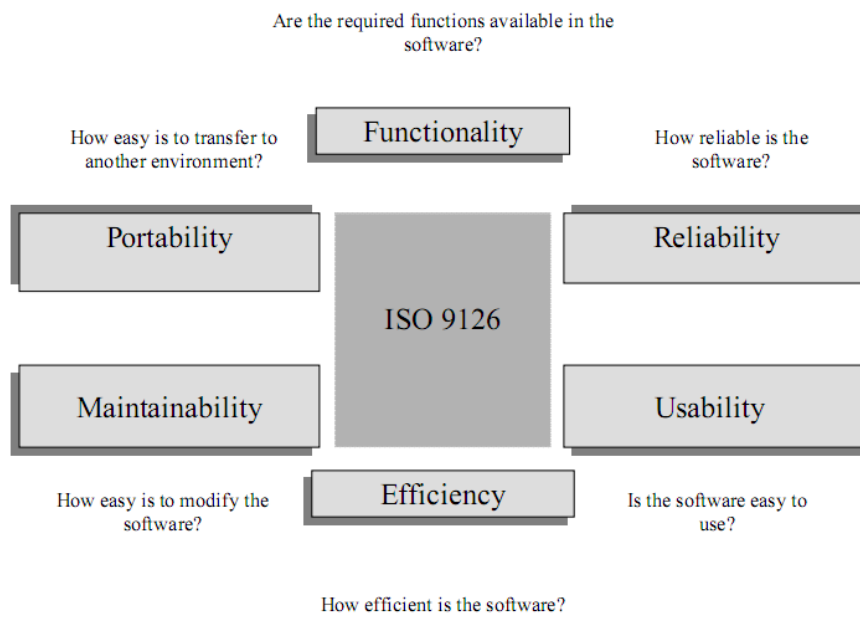 Are the required functions available in the
software?
Functionality
How easy is to transfer to
another environment?
How reliable is the
software?
Portability
Reliability
ISO 9126
Maintainability
Usability
Efficiency
How easy is to modify the
software?
Is the software easy to
use?
How efficient is the software?